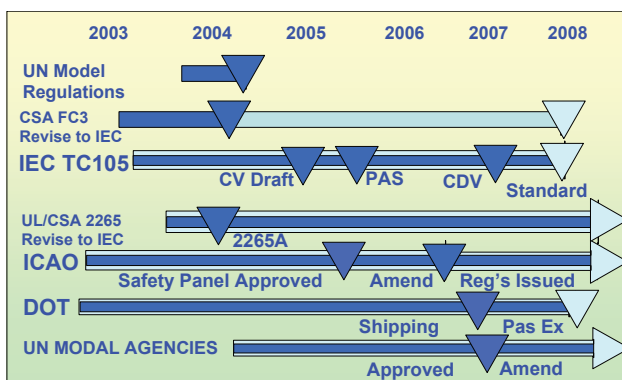 2003 2004 2005 2006 2007 2008
UN Model
Regulations
CSA FC3
Revise to IEC
IEC TC105
CV Draft PAS CDV
Standard
UL/CSA 2265
Revise to IEC
2265A
ICAO
Safety Panel Approved Amend Reg's Issued
DOT
Shipping Pas Ex
UN MODAL AGENCIES
Approved Amend